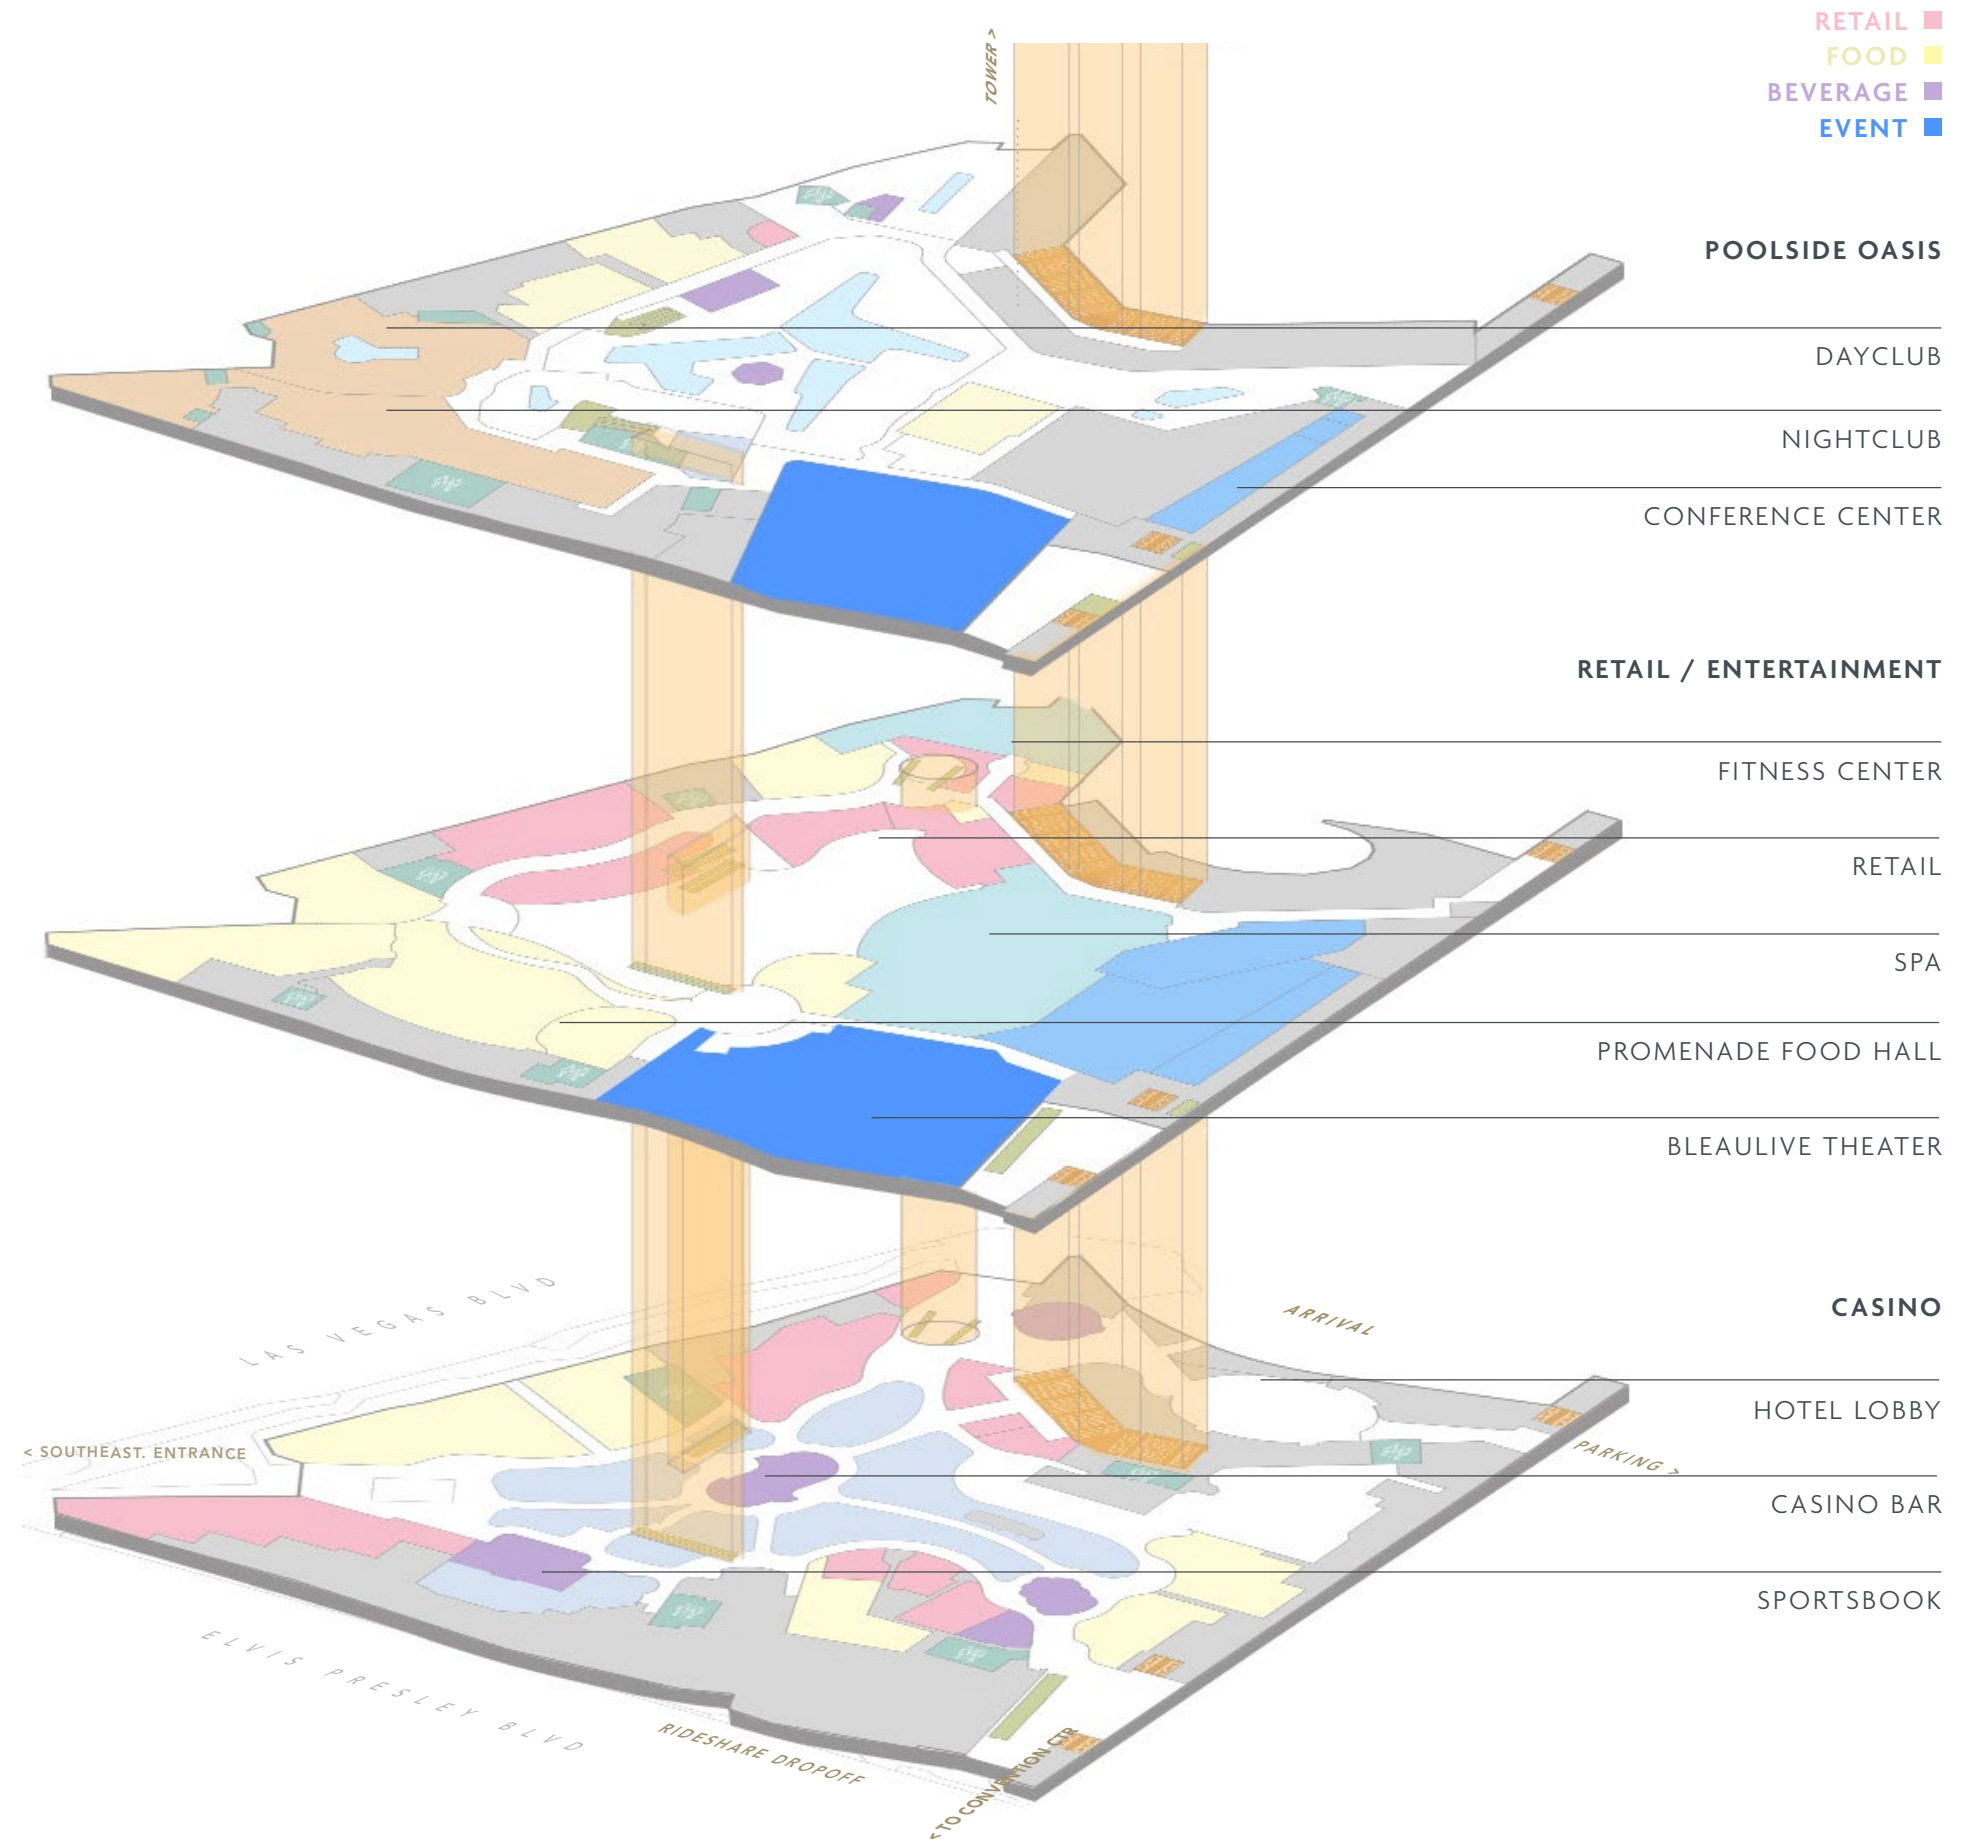 RETAIL
FOOD
BEVERAGE
EVENT
TOWER >
POOLSIDE OASIS
DAYCLUB
NIGHTCLUB
CONFERENCE CENTER
RETAIL / ENTERTAINMENT
FITNESS CENTER
RETAIL
SPA
PROMENADE FOOD HALL
BLEAULIVE THEATER
LAS VEGAS BLVD
ARRIVAL
CASINO
HOTEL LOBBY
< SOUTHEAST. ENTRANCE
PARKING >
CASINO BAR
SPORTSBOOK
ELVIS PRESLEY BLVD
RIDESHARE DROPOFF
< TO CONVENTION CTR